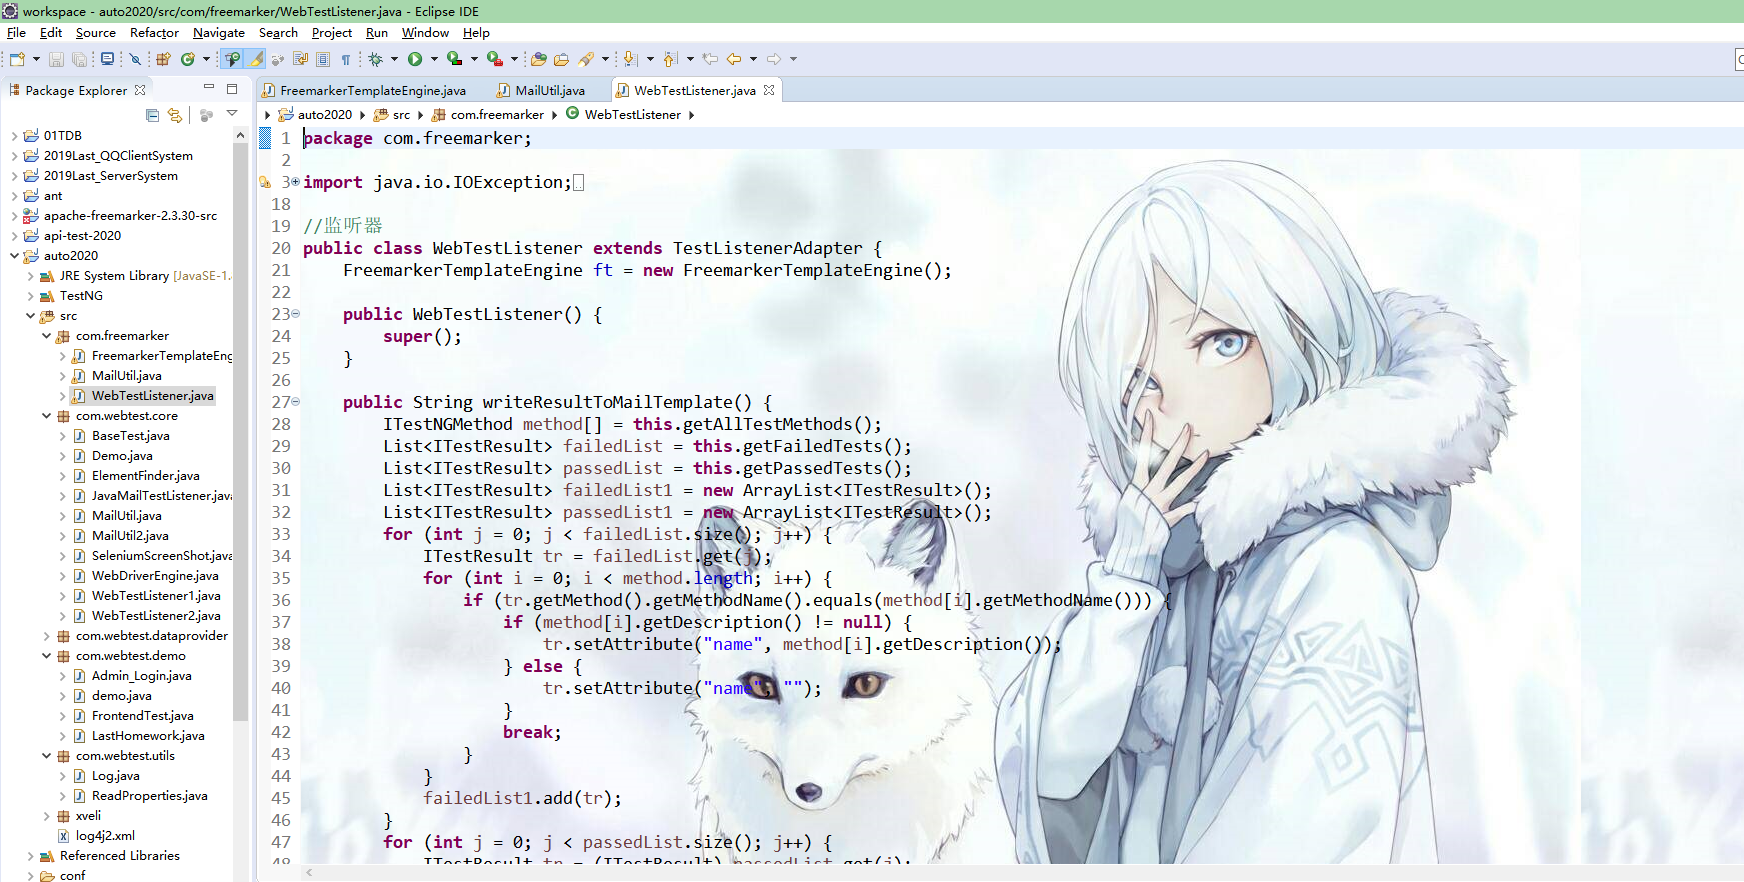 workspace - auto2020/src/com/freemarker/WebTestListener.java - Eclipse IDE
File Edit Source Refactor Navigate Search Project Run Window Help
Package Explorer
01TDB
2019Last_QQClientSystem
2019Last_ServerSystem
ant
apache-freemarker-2.3.30-src
api-test-2020
auto2020
JRE System Library [JavaSE-1.
TestNG
src
com.freemarker
FreemarkerTemplateEng
MailUtil.java
WebTestListener.java
com.webtest.core
BaseTest.java
Demo.java
ElementFinder.java
JavaMailTestListener.java
MailUtil.java
MailUtil2.java
SeleniumScreenShot.java
WebDriverEngine.java
WebTestListener1.java
WebTestListener2.java
com.webtest.dataprovider
com.webtest.demo
Admin_Login.java
demo.java
FrontendTest.java
LastHomework.java
com.webtest.utils
Log.java
ReadProperties.java
xveli
log4j2.xml
Referenced Libraries
conf
FreemarkerTemplateEngine.java MailUtil.java WebTestListener.java
auto2020 src com.freemarker WebTestListener
1 package com.freemarker;
2
3 import java.io.IOException;
18
19 //监听器
20 public class WebTestListener extends TestListenerAdapter {
21 FreemarkerTemplateEngine ft = new FreemarkerTemplateEngine();
22
23 public WebTestListener() {
24 super();
25 }
26
27 public String writeResultToMailTemplate() {
28 ITestNGMethod method[] = this.getAllTestMethods();
29 List<ITestResult> failedList = this.getFailedTests();
30 List<ITestResult> passedList = this.getPassedTests();
31 List<ITestResult> failedList1 = new ArrayList<ITestResult>();
32 List<ITestResult> passedList1 = new ArrayList<ITestResult>();
33 for (int j = 0; j < failedList.size(); j++) {
34 ITestResult tr = failedList.get(j);
35 for (int i = 0; i < method.length; i++) {
36 if (tr.getMethod().getMethodName().equals(method[i].getMethodName())) {
37 if (method[i].getDescription() != null) {
38 tr.setAttribute("name", method[i].getDescription());
39 } else {
40 tr.setAttribute("name", "");
41 }
42 break;
43 }
44 }
45 failedList1.add(tr);
46 }
47 for (int j = 0; j < passedList.size(); j++) {
48 ITestResult tr = (ITestResult) passedList.get(j);